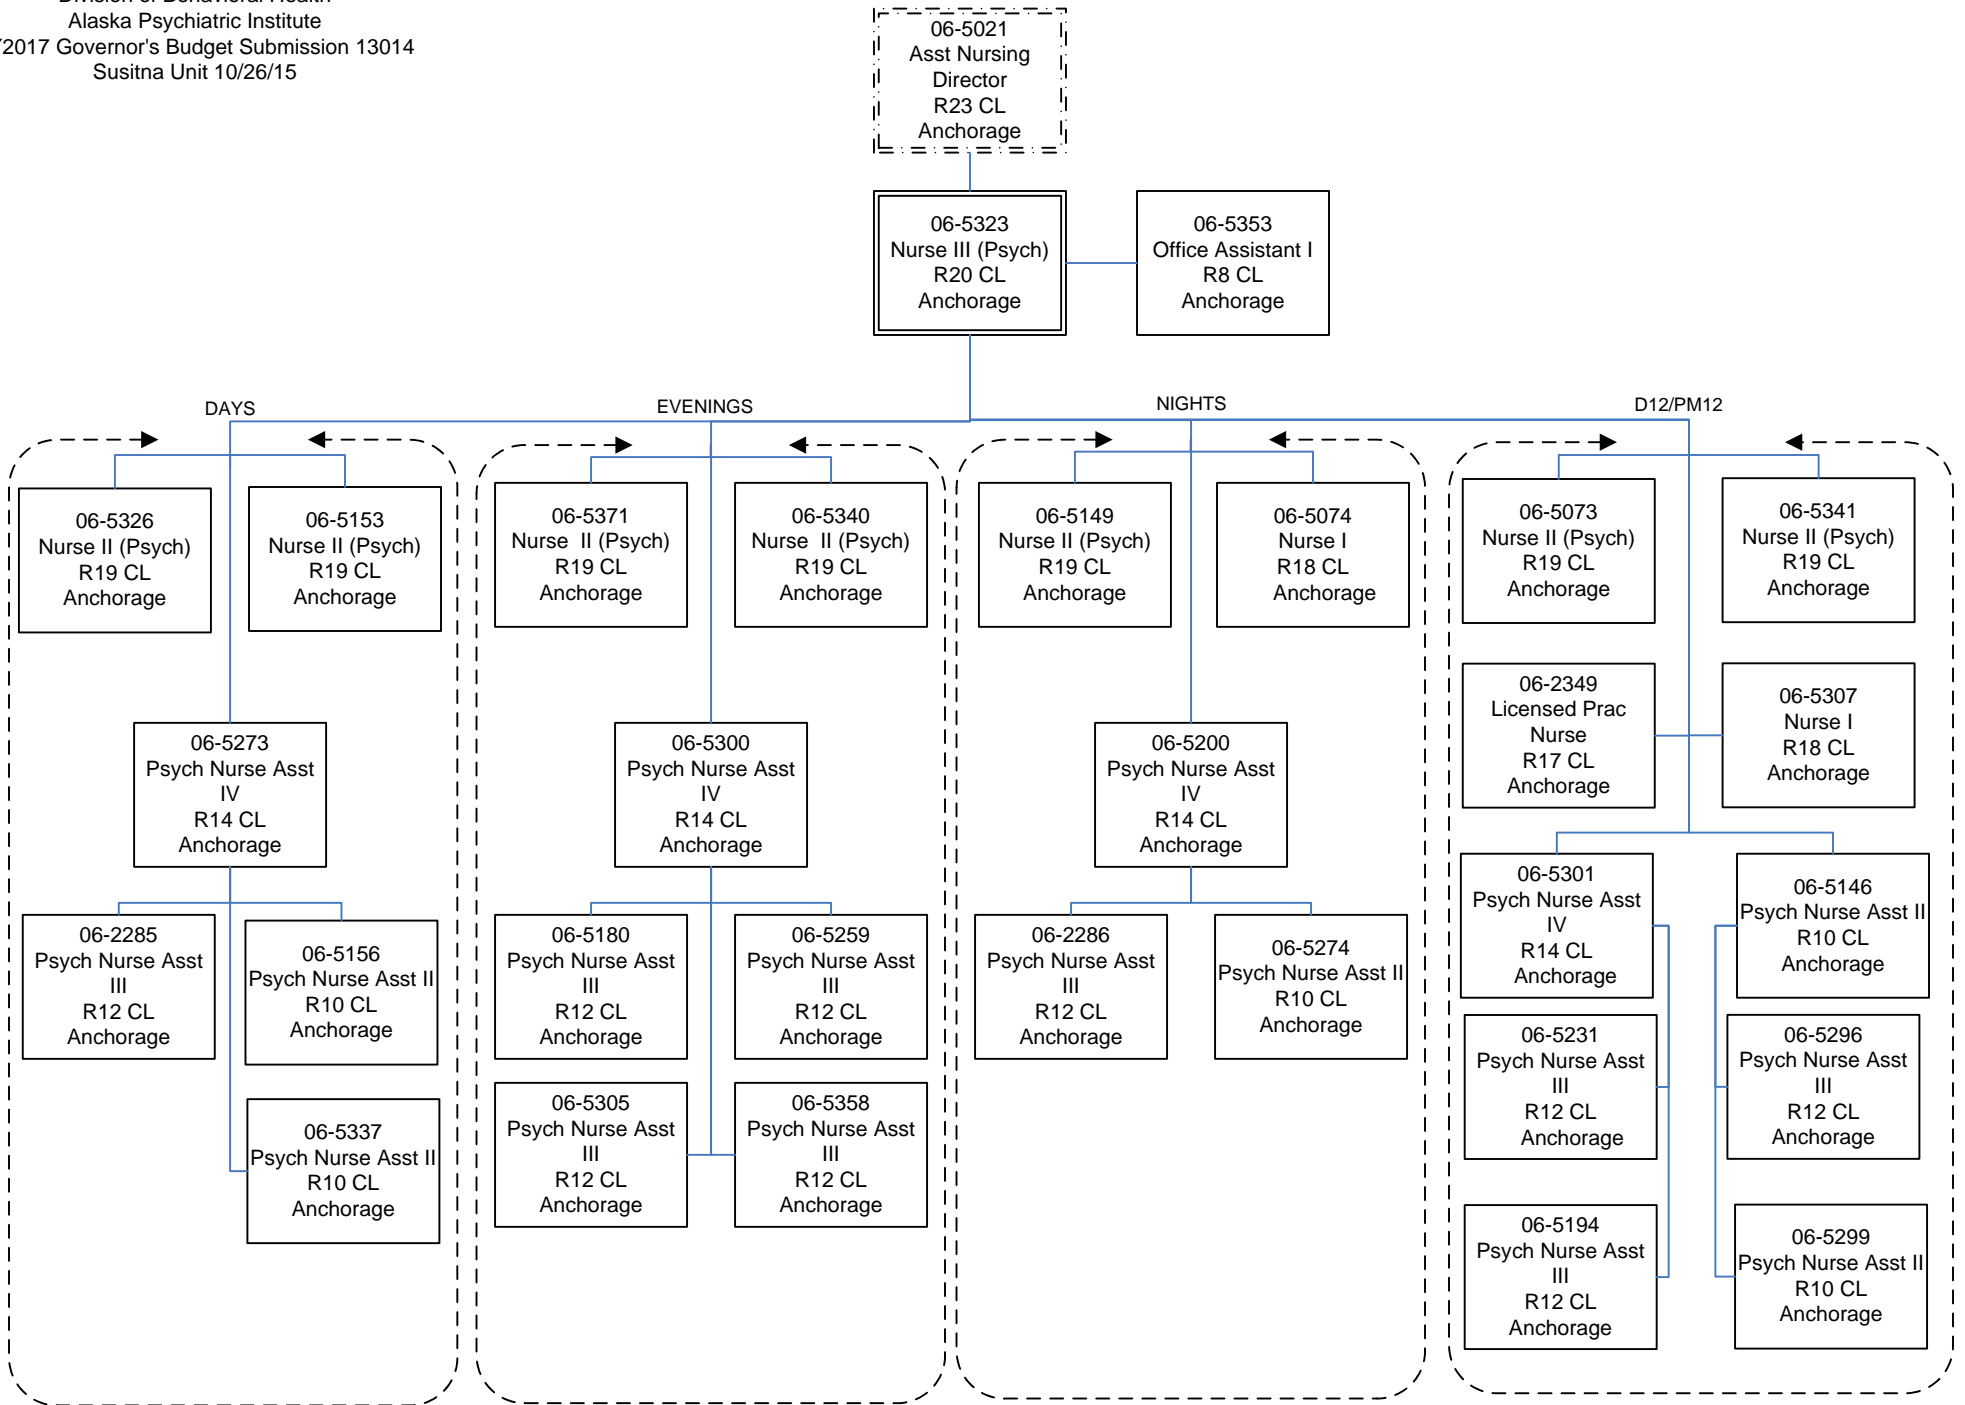 Division of Behavioral Health
Alaska Psychiatric Institute
2017 Governor's Budget Submission 13014
Susitna Unit 10/26/15
06-5021
Asst Nursing
Director
R23 CL
Anchorage
06-5323
Nurse III (Psych)
R20 CL
Anchorage
06-5353
Office Assistant I
R8 CL
Anchorage
DAYS
EVENINGS
NIGHTS
D12/PM12
06-5326
Nurse II (Psych)
R19 CL
Anchorage
06-5153
Nurse II (Psych)
R19 CL
Anchorage
06-5371
Nurse  II (Psych)
R19 CL
Anchorage
06-5340
Nurse  II (Psych)
R19 CL
Anchorage
06-5149
Nurse II (Psych)
R19 CL
Anchorage
06-5074
Nurse I
R18 CL
Anchorage
06-5073
Nurse II (Psych)
R19 CL
Anchorage
06-5341
Nurse II (Psych)
R19 CL
Anchorage
06-2349
Licensed Prac
Nurse
R17 CL
Anchorage
06-5307
Nurse I
R18 CL
Anchorage
06-5273
Psych Nurse Asst
IV
R14 CL
Anchorage
06-5300
Psych Nurse Asst
IV
R14 CL
Anchorage
06-5200
Psych Nurse Asst
IV
R14 CL
Anchorage
06-5301
Psych Nurse Asst
IV
R14 CL
Anchorage
06-5146
Psych Nurse Asst II
R10 CL
Anchorage
06-2285
Psych Nurse Asst
III
R12 CL
Anchorage
06-5156
Psych Nurse Asst II
R10 CL
Anchorage
06-5180
Psych Nurse Asst
III
R12 CL
Anchorage
06-5259
Psych Nurse Asst
III
R12 CL
Anchorage
06-2286
Psych Nurse Asst
III
R12 CL
Anchorage
06-5274
Psych Nurse Asst II
R10 CL
Anchorage
06-5231
Psych Nurse Asst
III
R12 CL
Anchorage
06-5296
Psych Nurse Asst
III
R12 CL
Anchorage
06-5337
Psych Nurse Asst II
R10 CL
Anchorage
06-5305
Psych Nurse Asst
III
R12 CL
Anchorage
06-5358
Psych Nurse Asst
III
R12 CL
Anchorage
06-5194
Psych Nurse Asst
III
R12 CL
Anchorage
06-5299
Psych Nurse Asst II
R10 CL
Anchorage